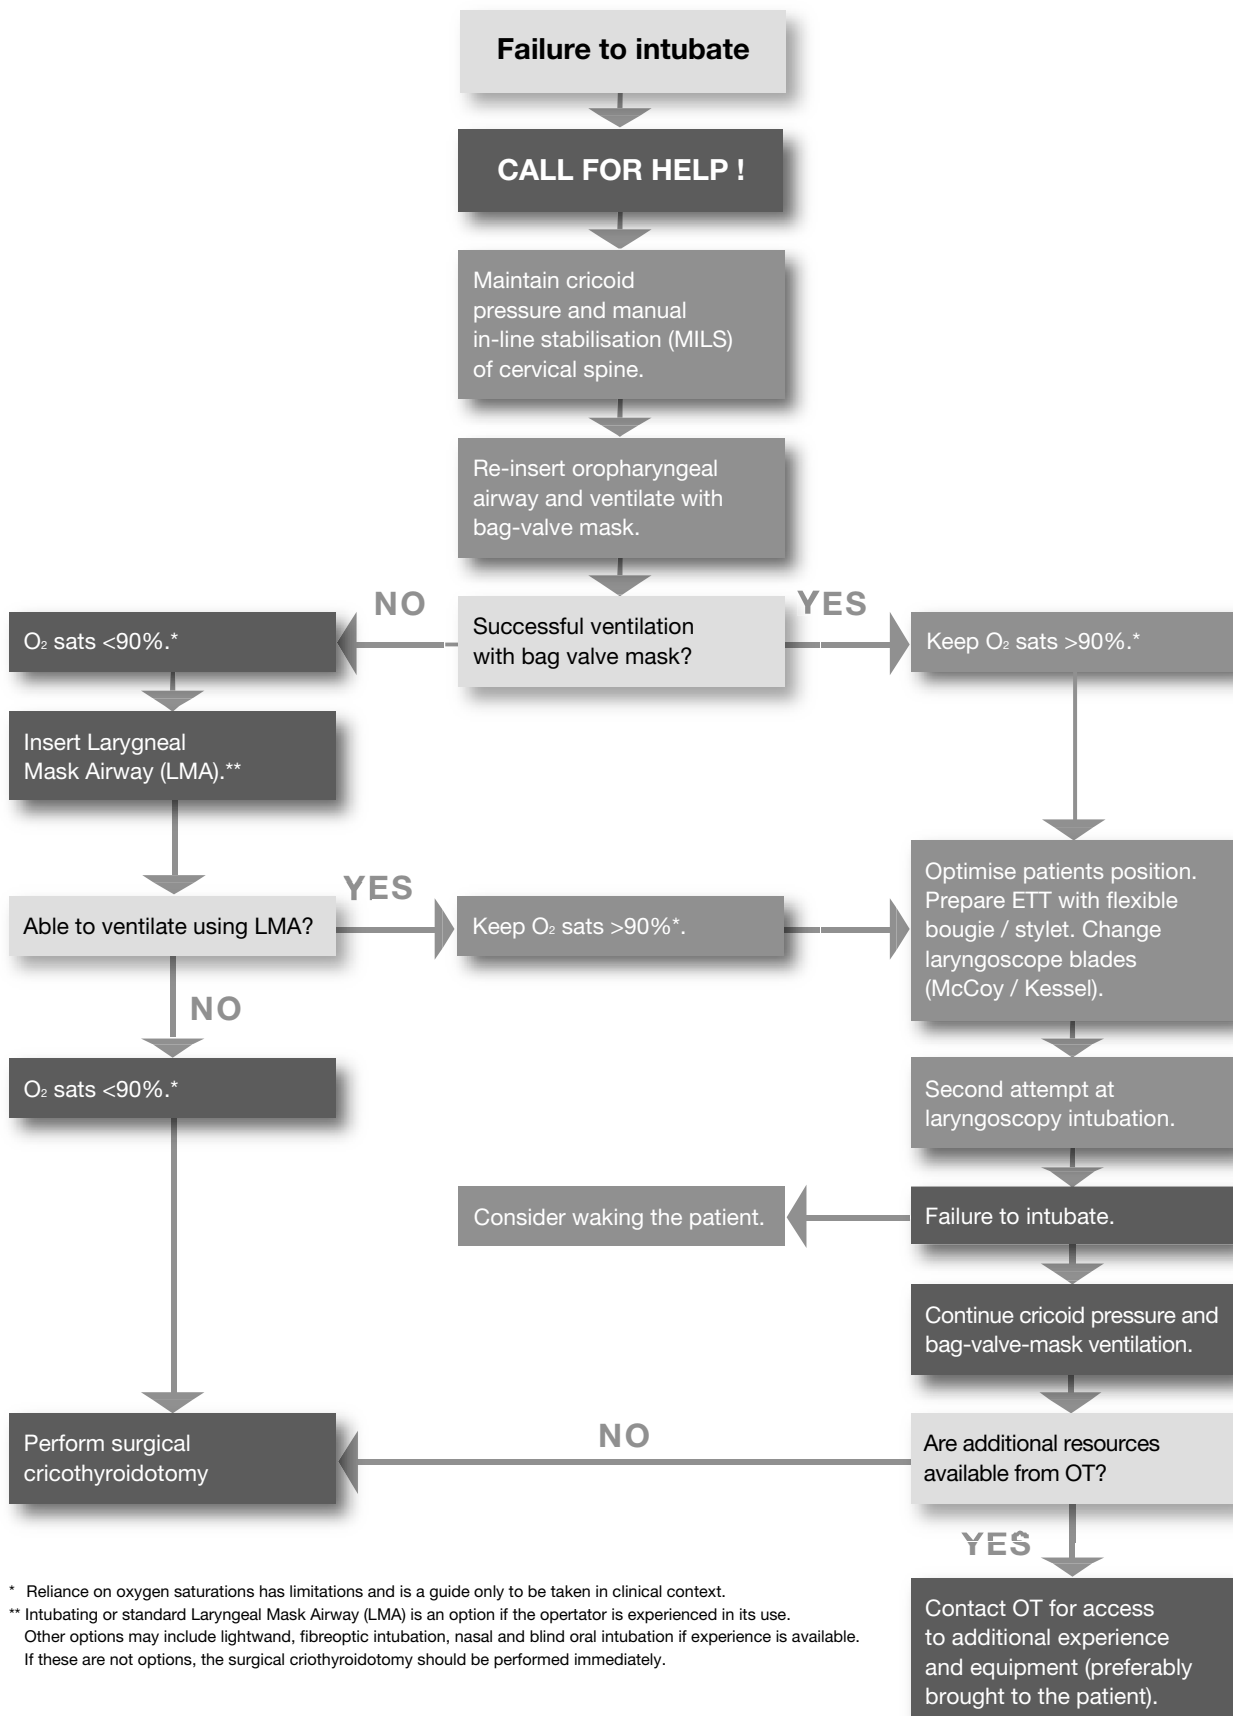 Failure to intubate
CALL FOR HELP !
Maintain cricoid
pressure and manual
in-line stabilisation (MILS)
of cervical spine.
Re-insert oropharyngeal
airway and ventilate with
bag-valve mask.
NO
YES
O₂ sats <90%.*
Successful ventilation
with bag valve mask?
Keep O₂ sats >90%.*
Insert Larygneal
Mask Airway (LMA).**
Able to ventilate using LMA?
YES
Keep O₂ sats >90%*.
Optimise patients position.
Prepare ETT with flexible
bougie / stylet. Change
laryngoscope blades
(McCoy / Kessel).
NO
O₂ sats <90%.*
Second attempt at
laryngoscopy intubation.
Consider waking the patient.
Failure to intubate.
Continue cricoid pressure and
bag-valve-mask ventilation.
Perform surgical
cricothyroidotomy
NO
Are additional resources
available from OT?
YES
Contact OT for access
to additional experience
and equipment (preferably
brought to the patient).
* Reliance on oxygen saturations has limitations and is a guide only to be taken in clinical context.
** Intubating or standard Laryngeal Mask Airway (LMA) is an option if the opertator is experienced in its use.
Other options may include lightwand, fibreoptic intubation, nasal and blind oral intubation if experience is available.
If these are not options, the surgical criothyroidotomy should be performed immediately.